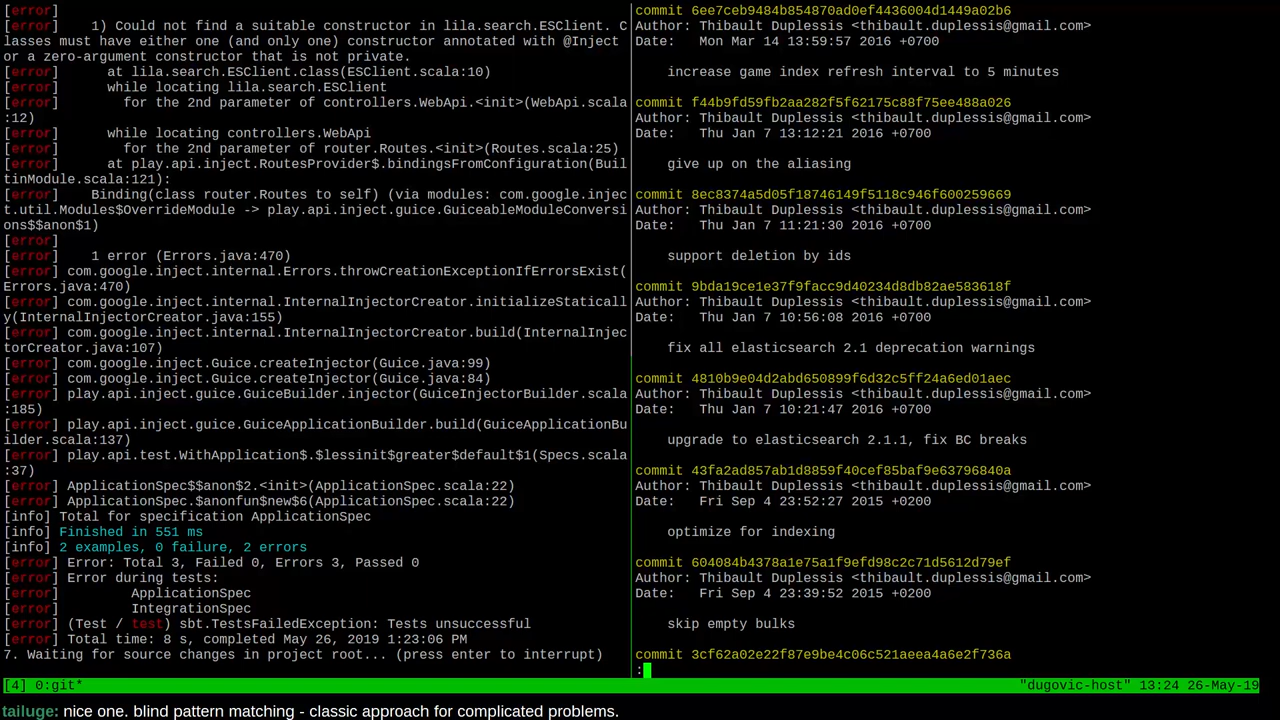 [error]
[error]    1) Could not find a suitable constructor in lila.search.ESClient. C
lasses must have either one (and only one) constructor annotated with @Inject
or a zero-argument constructor that is not private.
[error]      at lila.search.ESClient.class(ESClient.scala:10)
[error]      while locating lila.search.ESClient
[error]        for the 2nd parameter of controllers.WebApi.<init>(WebApi.scala
:12)
[error]      while locating controllers.WebApi
[error]        for the 2nd parameter of router.Routes.<init>(Routes.scala:25)
[error]      at play.api.inject.RoutesProvider$.bindingsFromConfiguration(Buil
tinModule.scala:121):
[error]    Binding(class router.Routes to self) (via modules: com.google.injec
t.util.Modules$OverrideModule -> play.api.inject.guice.GuiceableModuleConversi
ons$$anon$1)
[error]
[error]    1 error (Errors.java:470)
[error] com.google.inject.internal.Errors.throwCreationExceptionIfErrorsExist(
Errors.java:470)
[error] com.google.inject.internal.InternalInjectorCreator.initializeStaticall
y(InternalInjectorCreator.java:155)
[error] com.google.inject.internal.InternalInjectorCreator.build(InternalInjec
torCreator.java:107)
[error] com.google.inject.Guice.createInjector(Guice.java:99)
[error] com.google.inject.Guice.createInjector(Guice.java:84)
[error] play.api.inject.guice.GuiceBuilder.injector(GuiceInjectorBuilder.scala
:185)
[error] play.api.inject.guice.GuiceApplicationBuilder.build(GuiceApplicationBu
ilder.scala:137)
[error] play.api.test.WithApplication$.$lessinit$greater$default$1(Specs.scala
:37)
[error] ApplicationSpec$$anon$2.<init>(ApplicationSpec.scala:22)
[error] ApplicationSpec.$anonfun$new$6(ApplicationSpec.scala:22)
[info] Total for specification ApplicationSpec
[info] Finished in 551 ms
[info] 2 examples, 0 failure, 2 errors
[error] Error: Total 3, Failed 0, Errors 3, Passed 0
[error] Error during tests:
[error]         ApplicationSpec
[error]         IntegrationSpec
[error] (Test / test) sbt.TestsFailedException: Tests unsuccessful
[error] Total time: 8 s, completed May 26, 2019 1:23:06 PM
7. Waiting for source changes in project root... (press enter to interrupt)
commit 6ee7ceb9484b854870ad0ef4436004d1449a02b6
Author: Thibault Duplessis <thibault.duplessis@gmail.com>
Date:   Mon Mar 14 13:59:57 2016 +0700
    increase game index refresh interval to 5 minutes
commit f44b9fd59fb2aa282f5f62175c88f75ee488a026
Author: Thibault Duplessis <thibault.duplessis@gmail.com>
Date:   Thu Jan 7 13:12:21 2016 +0700
    give up on the aliasing
commit 8ec8374a5d05f18746149f5118c946f600259669
Author: Thibault Duplessis <thibault.duplessis@gmail.com>
Date:   Thu Jan 7 11:21:30 2016 +0700
    support deletion by ids
commit 9bda19ce1e37f9facc9d40234d8db82ae583618f
Author: Thibault Duplessis <thibault.duplessis@gmail.com>
Date:   Thu Jan 7 10:56:08 2016 +0700
    fix all elasticsearch 2.1 deprecation warnings
commit 4810b9e04d2abd650899f6d32c5ff24a6ed01aec
Author: Thibault Duplessis <thibault.duplessis@gmail.com>
Date:   Thu Jan 7 10:21:47 2016 +0700
    upgrade to elasticsearch 2.1.1, fix BC breaks
commit 43fa2ad857ab1d8859f40cef85baf9e63796840a
Author: Thibault Duplessis <thibault.duplessis@gmail.com>
Date:   Fri Sep 4 23:52:27 2015 +0200
    optimize for indexing
commit 604084b4378a1e75a1f9efd98c2c71d5612d79ef
Author: Thibault Duplessis <thibault.duplessis@gmail.com>
Date:   Fri Sep 4 23:39:52 2015 +0200
    skip empty bulks
commit 3cf62a02e22f87e9be4c06c521aeea4a6e2f736a
:
[4] 0:git* "dugovic-host" 13:24 26-May-19
tailuge: nice one. blind pattern matching - classic approach for complicated problems.